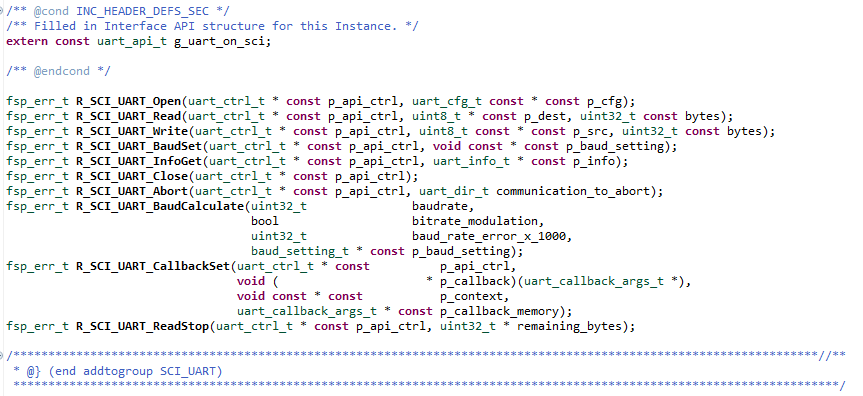 /** @cond INC_HEADER_DEFS_SEC */
/** Filled in Interface API structure for this Instance. */
extern const uart_api_t g_uart_on_sci;

/** @endcond */

fsp_err_t R_SCI_UART_Open(uart_ctrl_t * const p_api_ctrl, uart_cfg_t const * const p_cfg);
fsp_err_t R_SCI_UART_Read(uart_ctrl_t * const p_api_ctrl, uint8_t * const p_dest, uint32_t const bytes);
fsp_err_t R_SCI_UART_Write(uart_ctrl_t * const p_api_ctrl, uint8_t const * const p_src, uint32_t const bytes);
fsp_err_t R_SCI_UART_BaudSet(uart_ctrl_t * const p_api_ctrl, void const * const p_baud_setting);
fsp_err_t R_SCI_UART_InfoGet(uart_ctrl_t * const p_api_ctrl, uart_info_t * const p_info);
fsp_err_t R_SCI_UART_Close(uart_ctrl_t * const p_api_ctrl);
fsp_err_t R_SCI_UART_Abort(uart_ctrl_t * const p_api_ctrl, uart_dir_t communication_to_abort);
fsp_err_t R_SCI_UART_BaudCalculate(uint32_t               baudrate,
                                   bool                   bitrate_modulation,
                                   uint32_t               baud_rate_error_x_1000,
                                   baud_setting_t * const p_baud_setting);
fsp_err_t R_SCI_UART_CallbackSet(uart_ctrl_t * const          p_api_ctrl,
                                 void (                     * p_callback)(uart_callback_args_t *),
                                 void const * const           p_context,
                                 uart_callback_args_t * const p_callback_memory);
fsp_err_t R_SCI_UART_ReadStop(uart_ctrl_t * const p_api_ctrl, uint32_t * remaining_bytes);

/*******************************************************************************************************************//**
 * @} (end addtogroup SCI_UART)
 **********************************************************************************************************************/